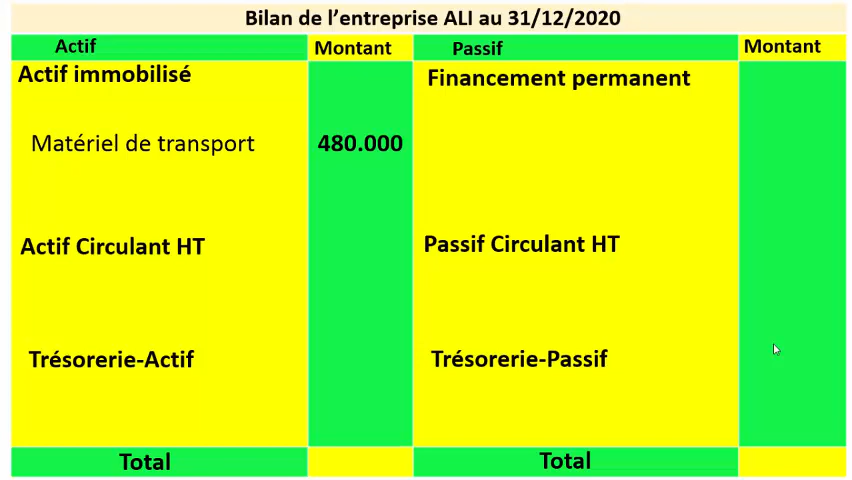 Bilan de l’entreprise ALI au 31/12/2020
Actif Montant Passif Montant
Actif immobilisé Financement permanent
Matériel de transport 480.000
Actif Circulant HT Passif Circulant HT
Trésorerie-Actif Trésorerie-Passif
Total Total